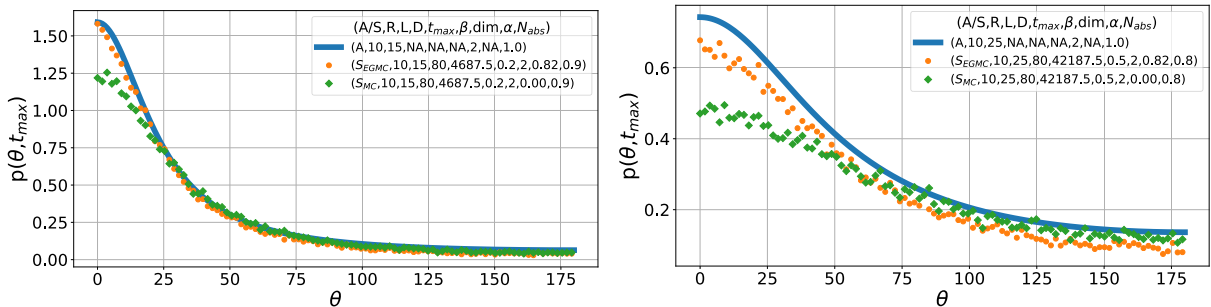 (A/S,R,L,D,t_max,β,dim,α,N_abs)
(A,10,15,NA,NA,NA,2,NA,1.0)
(S_EGMC,10,15,80,4687.5,0.2,2,0.82,0.9)
(S_MC,10,15,80,4687.5,0.2,2,0.00,0.9)
p(θ,t_max)
1.50
1.25
1.00
0.75
0.50
0.25
0.00
0 25 50 75 100 125 150 175
θ
(A/S,R,L,D,t_max,β,dim,α,N_abs)
(A,10,25,NA,NA,NA,2,NA,1.0)
(S_EGMC,10,25,80,42187.5,0.5,2,0.82,0.8)
(S_MC,10,25,80,42187.5,0.5,2,0.00,0.8)
p(θ,t_max)
0.6
0.4
0.2
0 25 50 75 100 125 150 175
θ